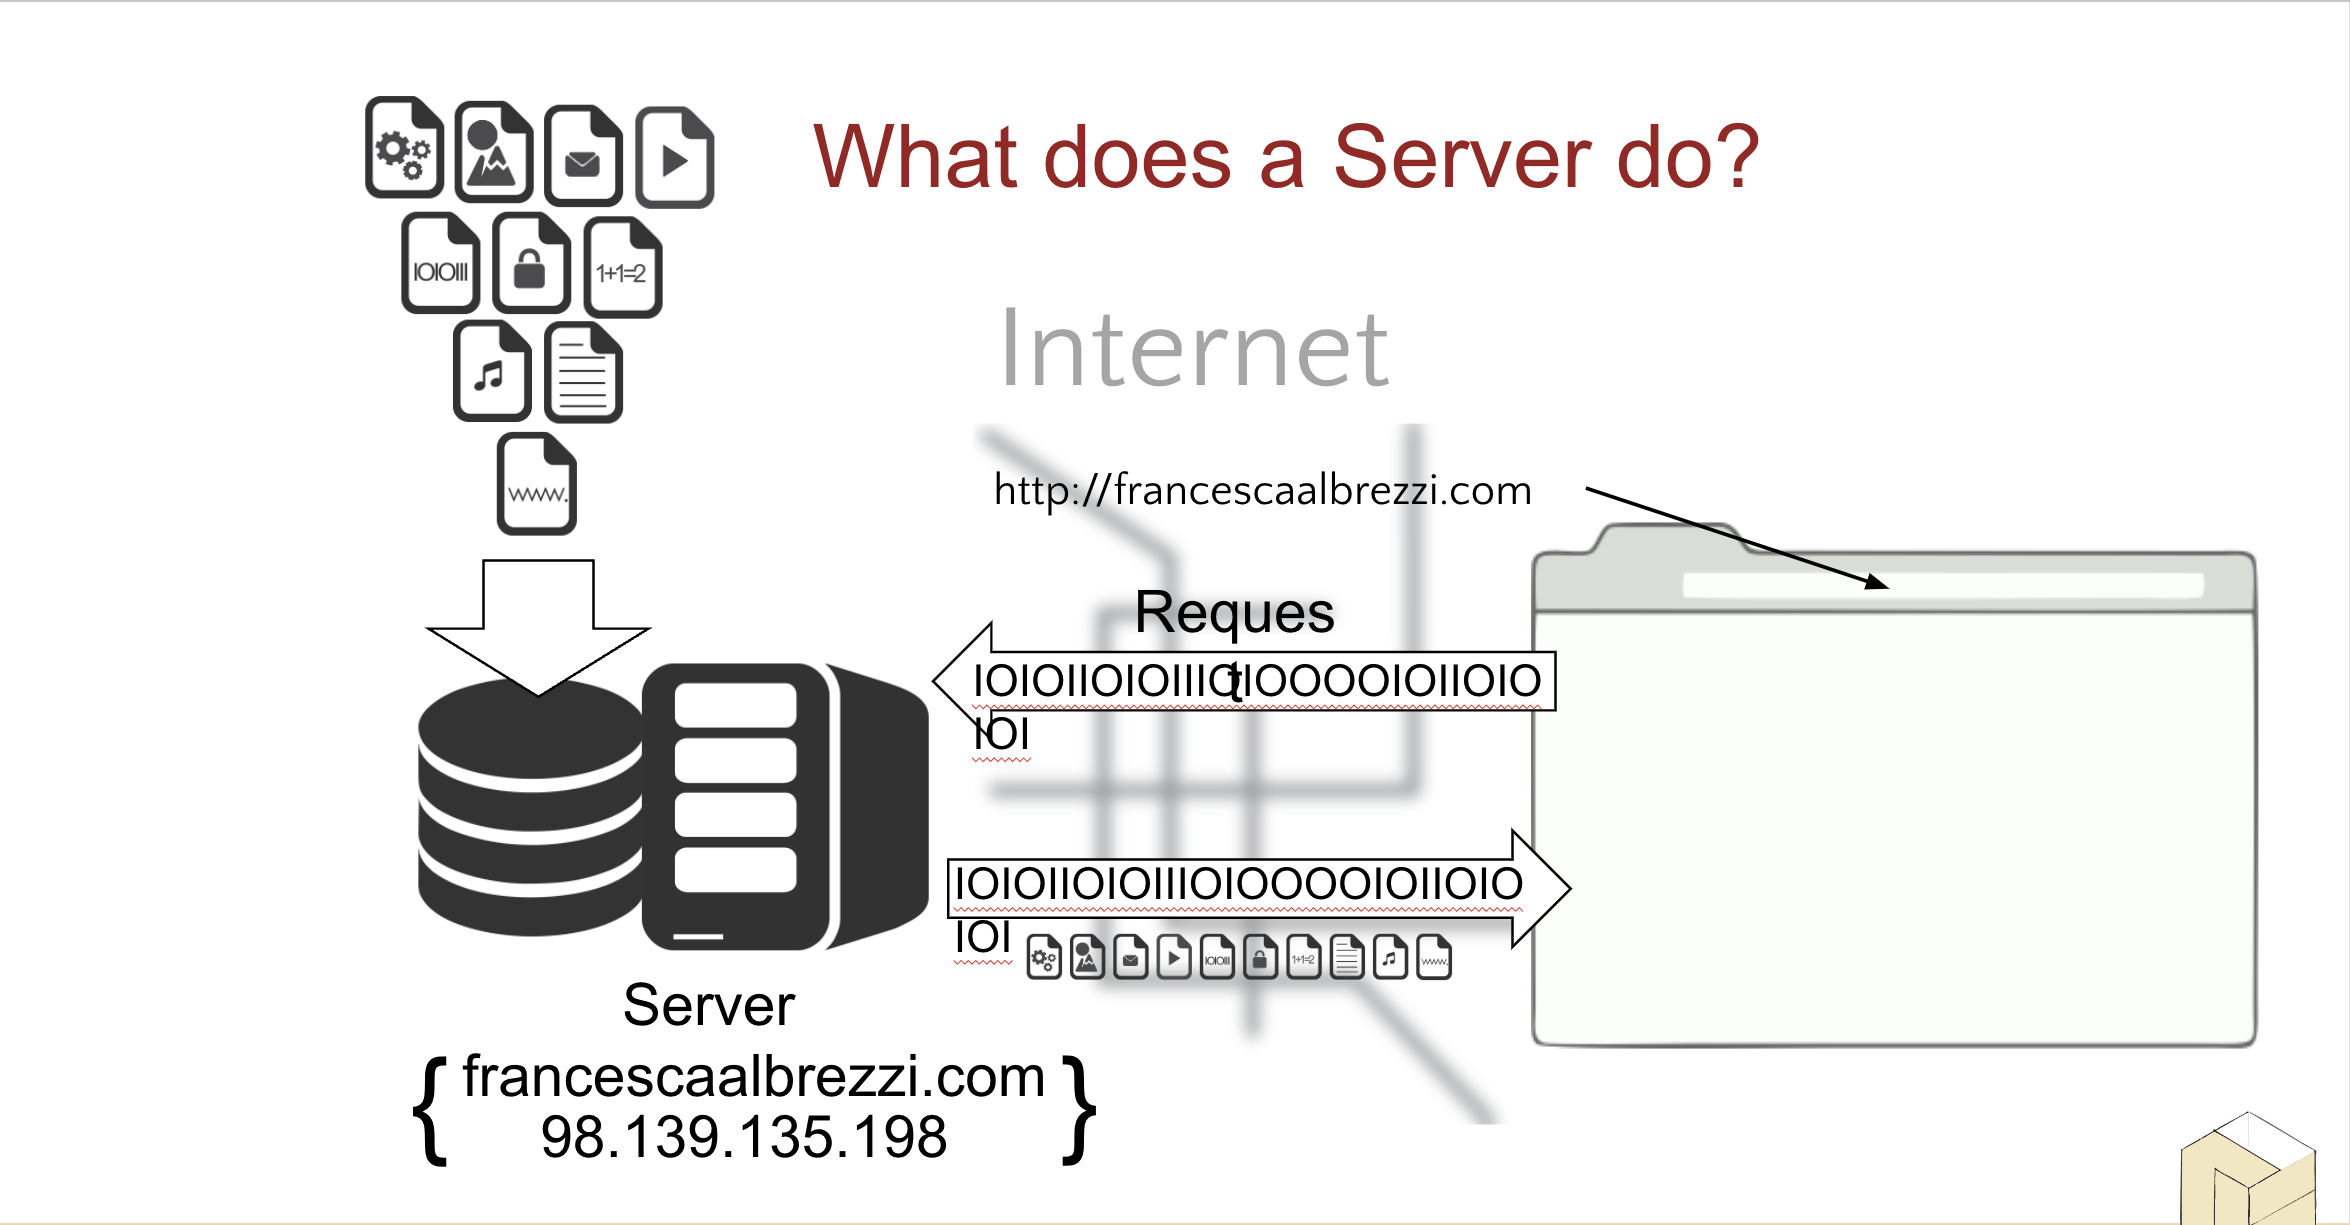 What does a Server do?
IOIOIII
1+1=2
www.
Internet
http://francescaalbrezzi.com
Reques
t
IOIOIIOIOIIIOIOOOOIOIIOIO
IOI
IOIOIIOIOIIIOIOOOOIOIIOIO
IOI
IOIOIII
1+1=2
www.
Server
{ francescaalbrezzi.com }
98.139.135.198